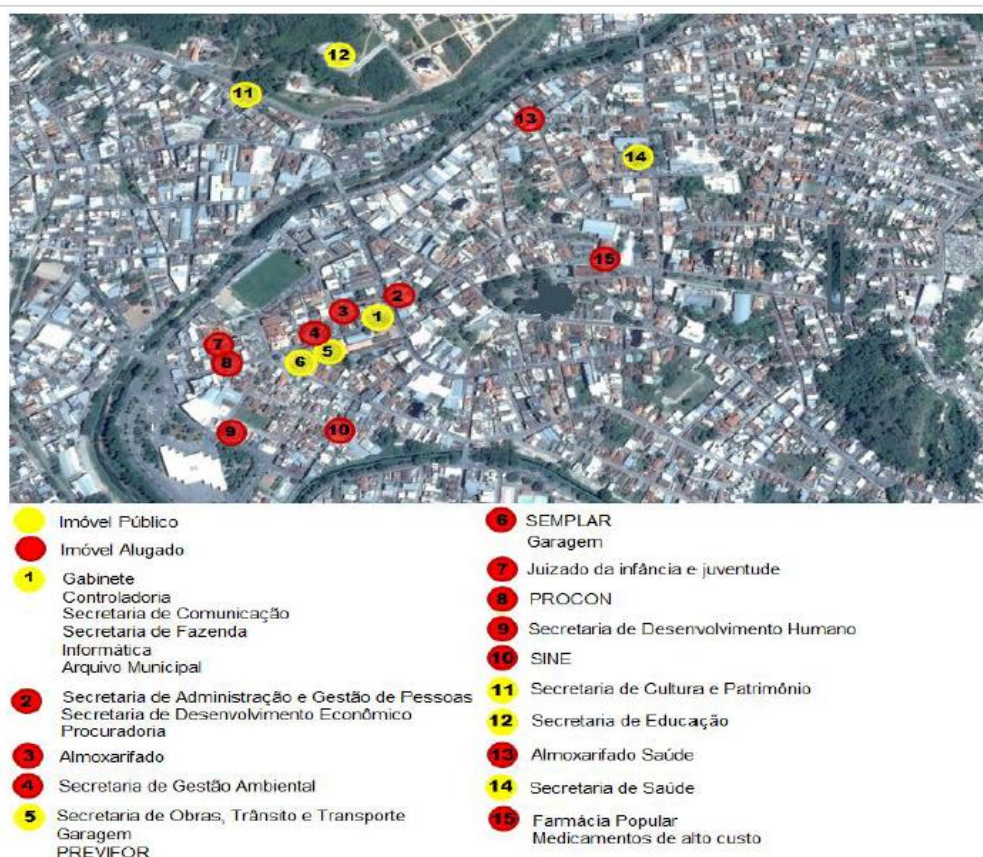 12
11
13
14
15
2
3
1
4
5
6
7
8
9
10
Imóvel Público
Imóvel Alugado
1 Gabinete
Controladoria
Secretaria de Comunicação
Secretaria de Fazenda
Informática
Arquivo Municipal
2 Secretaria de Administração e Gestão de Pessoas
Secretaria de Desenvolvimento Econômico
Procuradoria
3 Almoxarifado
4 Secretaria de Gestão Ambiental
5 Secretaria de Obras, Trânsito e Transporte
Garagem
PREVIFOR
6 SEMPLAR
Garagem
7 Juizado da infância e juventude
8 PROCON
9 Secretaria de Desenvolvimento Humano
10 SINE
11 Secretaria de Cultura e Patrimônio
12 Secretaria de Educação
13 Almoxarifado Saúde
14 Secretaria de Saúde
15 Farmácia Popular
Medicamentos de alto custo